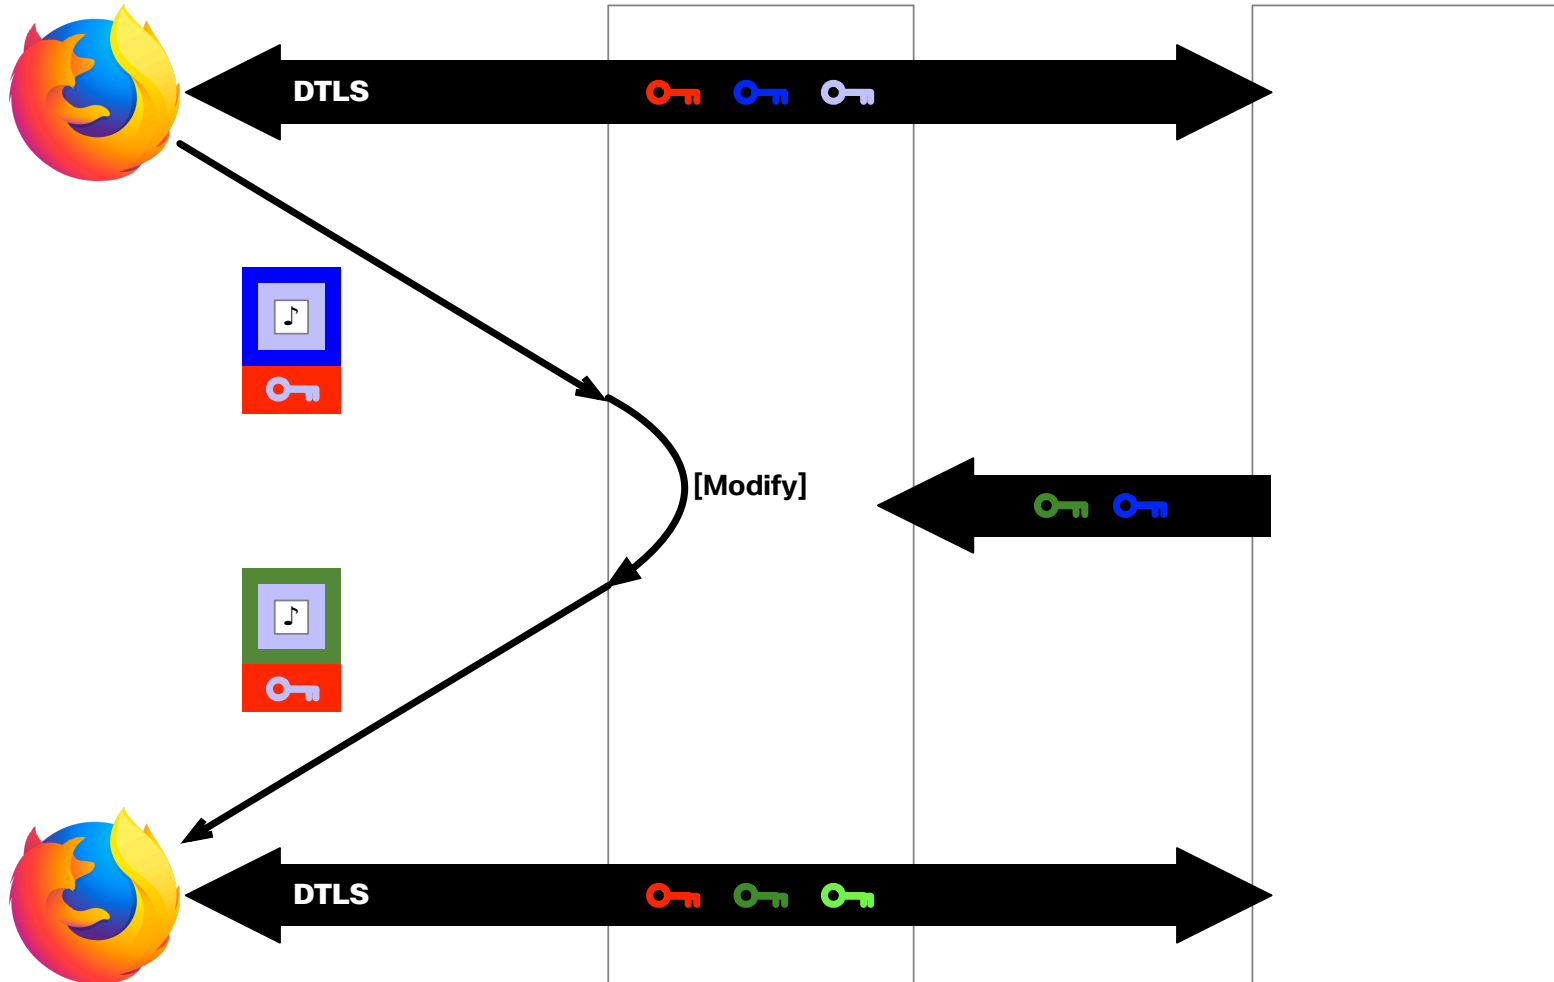 DTLS
♪
[Modify]
♪
DTLS